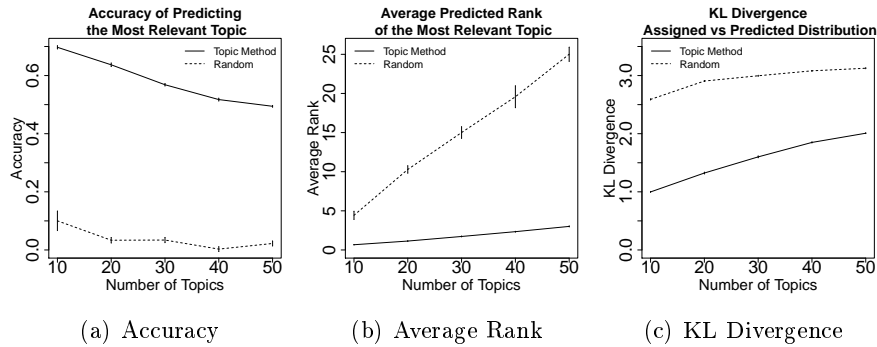 Accuracy of Predicting
the Most Relevant Topic
Topic Method
Random
Accuracy
0.0
0.2
0.4
0.6
10 20 30 40 50
Number of Topics
(a) Accuracy
Average Predicted Rank
of the Most Relevant Topic
Topic Method
Random
Average Rank
0
5
10
15
20
25
10 20 30 40 50
Number of Topics
(b) Average Rank
KL Divergence
Assigned vs Predicted Distribution
Topic Method
Random
KL Divergence
0.0
1.0
2.0
3.0
10 20 30 40 50
Number of Topics
(c) KL Divergence